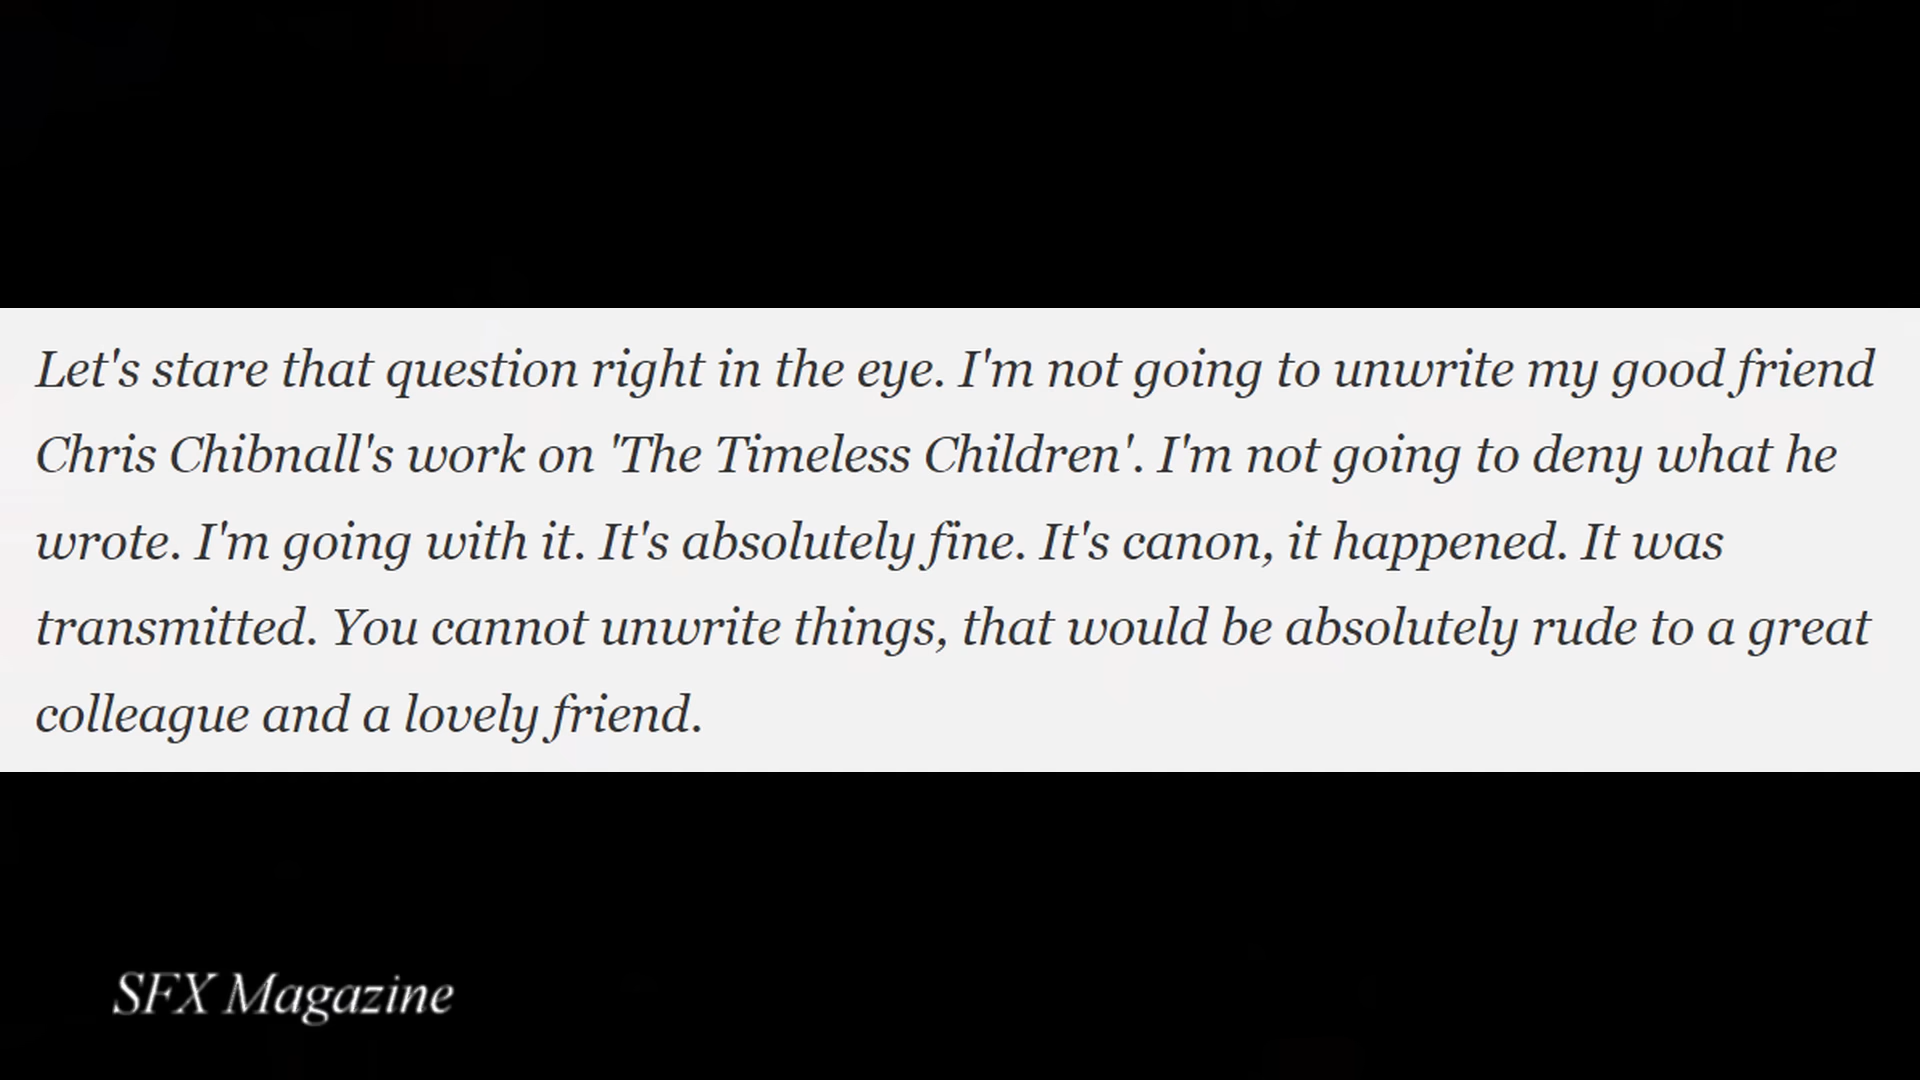 Let's stare that question right in the eye. I'm not going to unwrite my good friend
Chris Chibnall's work on 'The Timeless Children'. I'm not going to deny what he
wrote. I'm going with it. It's absolutely fine. It's canon, it happened. It was
transmitted. You cannot unwrite things, that would be absolutely rude to a great
colleague and a lovely friend.
SFX Magazine